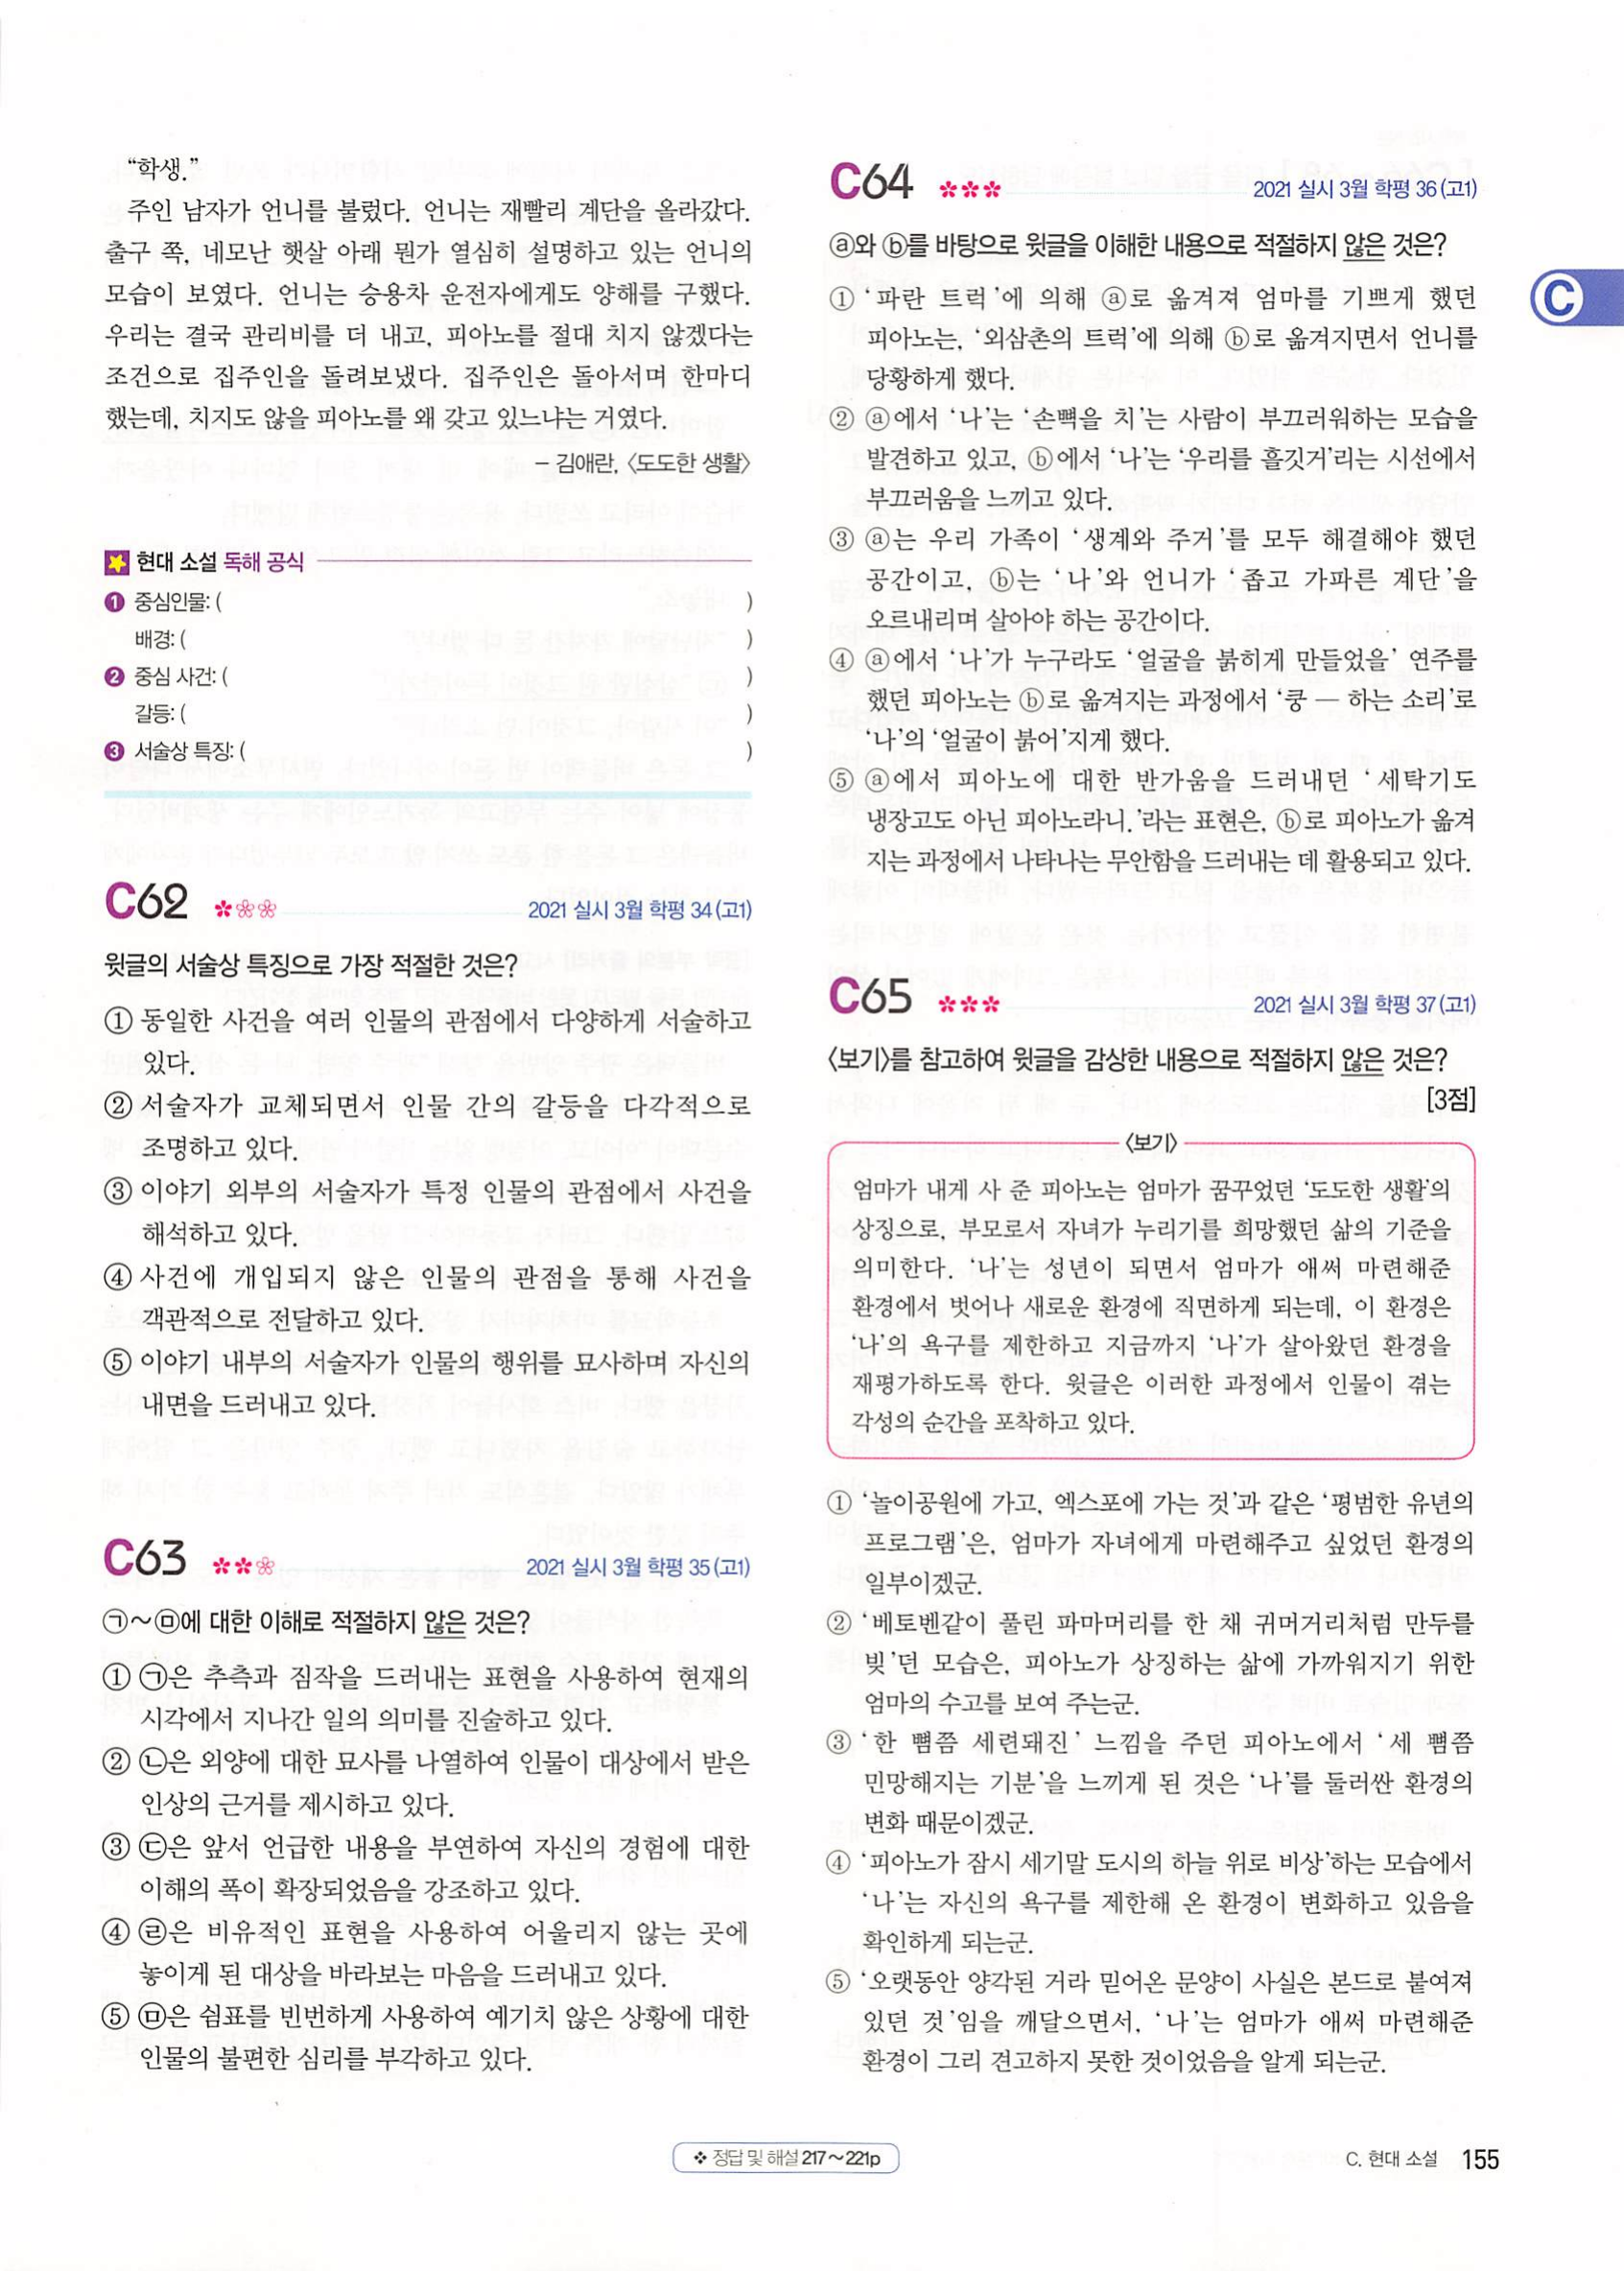 “학생.”
주인 남자가 언니를 불렀다. 언니는 재빨리 계단을 올라갔다.
출구 쪽, 네모난 햇살 아래 뭔가 열심히 설명하고 있는 언니의
모습이 보였다. 언니는 승용차 운전자에게도 양해를 구했다.
우리는 결국 관리비를 더 내고, 피아노를 절대 치지 않겠다는
조건으로 집주인을 돌려보냈다. 집주인은 돌아서며 한마디
했는데, 치지도 않을 피아노를 왜 갖고 있느냐는 거였다.
– 김애란, 〈도도한 생활〉
현대 소설 독해 공식
❶ 중심인물: ( )
배경: ( )
❷ 중심 사건: ( )
갈등: ( )
❸ 서술상 특징: ( )
C62 2021 실시 3월 학평 34(고1)
윗글의 서술상 특징으로 가장 적절한 것은?
① 동일한 사건을 여러 인물의 관점에서 다양하게 서술하고
있다.
② 서술자가 교체되면서 인물 간의 갈등을 다각적으로
조명하고 있다.
③ 이야기 외부의 서술자가 특정 인물의 관점에서 사건을
해석하고 있다.
④ 사건에 개입되지 않은 인물의 관점을 통해 사건을
객관적으로 전달하고 있다.
⑤ 이야기 내부의 서술자가 인물의 행위를 묘사하며 자신의
내면을 드러내고 있다.
C63 2021 실시 3월 학평 35(고1)
㉠~㉤에 대한 이해로 적절하지 않은 것은?
① ㉠은 추측과 짐작을 드러내는 표현을 사용하여 현재의
시각에서 지나간 일의 의미를 진술하고 있다.
② ㉡은 외양에 대한 묘사를 나열하여 인물이 대상에서 받은
인상의 근거를 제시하고 있다.
③ ㉢은 앞서 언급한 내용을 부연하여 자신의 경험에 대한
이해의 폭이 확장되었음을 강조하고 있다.
④ ㉣은 비유적인 표현을 사용하여 어울리지 않는 곳에
놓이게 된 대상을 바라보는 마음을 드러내고 있다.
⑤ ㉤은 쉼표를 빈번하게 사용하여 예기치 않은 상황에 대한
인물의 불편한 심리를 부각하고 있다.
C64 2021 실시 3월 학평 36(고1)
ⓐ와 ⓑ를 바탕으로 윗글을 이해한 내용으로 적절하지 않은 것은?
① ‘파란 트럭’에 의해 ⓐ로 옮겨져 엄마를 기쁘게 했던
피아노는, ‘외삼촌의 트럭’에 의해 ⓑ로 옮겨지면서 언니를
당황하게 했다.
② ⓐ에서 ‘나’는 ‘손뼉을 치’는 사람이 부끄러워하는 모습을
발견하고 있고, ⓑ에서 ‘나’는 ‘우리를 흘깃거’리는 시선에서
부끄러움을 느끼고 있다.
③ ⓐ는 우리 가족이 ‘생계와 주거’를 모두 해결해야 했던
공간이고, ⓑ는 ‘나’와 언니가 ‘좁고 가파른 계단’을
오르내리며 살아야 하는 공간이다.
④ ⓐ에서 ‘나’가 누구라도 ‘얼굴을 붉히게 만들었을’ 연주를
했던 피아노는 ⓑ로 옮겨지는 과정에서 ‘쿵 — 하는 소리’로
‘나’의 ‘얼굴이 붉어’지게 했다.
⑤ ⓐ에서 피아노에 대한 반가움을 드러내던 ‘세탁기도
냉장고도 아닌 피아노라니.’라는 표현은, ⓑ로 피아노가 옮겨
지는 과정에서 나타나는 무안함을 드러내는 데 활용되고 있다.
C65 2021 실시 3월 학평 37(고1)
〈보기〉를 참고하여 윗글을 감상한 내용으로 적절하지 않은 것은?
[3점]
〈보기〉
엄마가 내게 사 준 피아노는 엄마가 꿈꾸었던 ‘도도한 생활’의
상징으로, 부모로서 자녀가 누리기를 희망했던 삶의 기준을
의미한다. ‘나’는 성년이 되면서 엄마가 애써 마련해준
환경에서 벗어나 새로운 환경에 직면하게 되는데, 이 환경은
‘나’의 욕구를 제한하고 지금까지 ‘나’가 살아왔던 환경을
재평가하도록 한다. 윗글은 이러한 과정에서 인물이 겪는
각성의 순간을 포착하고 있다.
① ‘놀이공원에 가고, 엑스포에 가는 것’과 같은 ‘평범한 유년의
프로그램’은, 엄마가 자녀에게 마련해주고 싶었던 환경의
일부이겠군.
② ‘베토벤같이 풀린 파마머리를 한 채 귀머거리처럼 만두를
빚’던 모습은, 피아노가 상징하는 삶에 가까워지기 위한
엄마의 수고를 보여 주는군.
③ ‘한 뼘쯤 세련돼진’ 느낌을 주던 피아노에서 ‘세 뼘쯤
민망해지는 기분’을 느끼게 된 것은 ‘나’를 둘러싼 환경의
변화 때문이겠군.
④ ‘피아노가 잠시 세기말 도시의 하늘 위로 비상’하는 모습에서
‘나’는 자신의 욕구를 제한해 온 환경이 변화하고 있음을
확인하게 되는군.
⑤ ‘오랫동안 양각된 거라 믿어온 문양이 사실은 본드로 붙여져
있던 것’임을 깨달으면서, ‘나’는 엄마가 애써 마련해준
환경이 그리 견고하지 못한 것이었음을 알게 되는군.
C
❖ 정답 및 해설 217~221p
C. 현대 소설 155